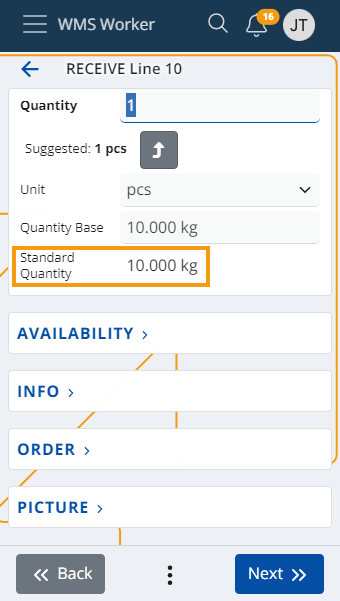 WMS Worker
16
JT
RECEIVE Line 10
Quantity 1
Suggested: 1 pcs
Unit pcs
Quantity Base 10.000 kg
Standard
Quantity 10.000 kg
AVAILABILITY
INFO
ORDER
PICTURE
Back Next